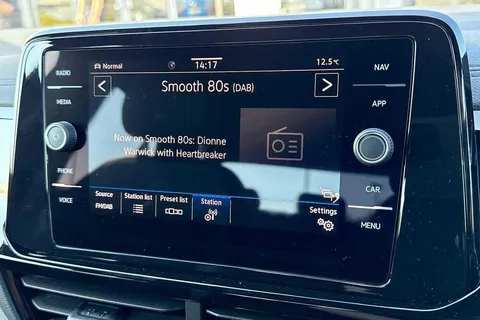 RADIO
MEDIA
PHONE
VOICE
Normal
14:17
12.5°C
<
Smooth 80s (DAB)
>
Now on Smooth 80s: Dionne
Warwick with Heartbreaker
Source
FM/DAB
Station list
Preset list
Station
Settings
NAV
APP
CAR
MENU